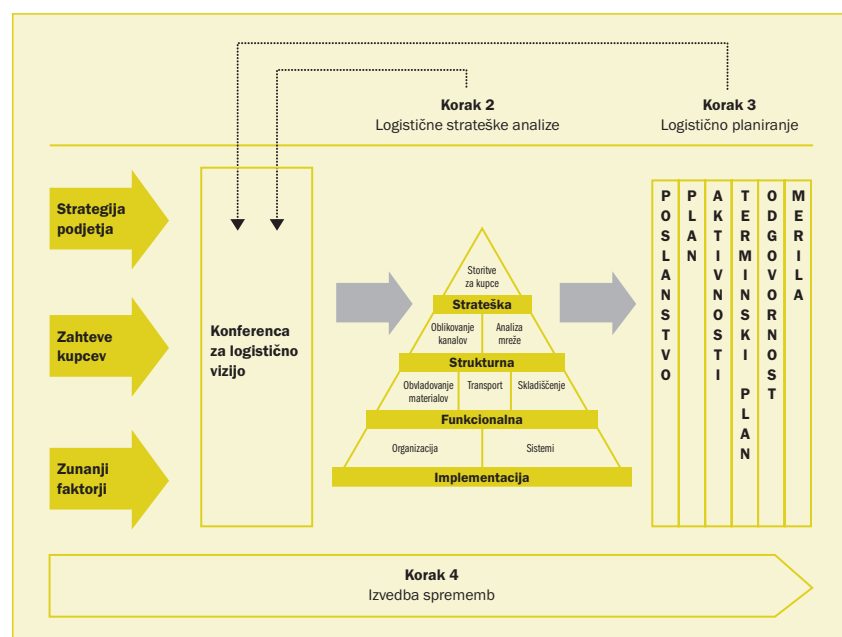 Korak 2
Logistične strateške analize
Korak 3
Logistično planiranje
Strategija
podjetja
Zahteve
kupcev
Zunanji
faktorji
Konferenca
za logistično
vizijo
Storitve
za kupce
Strateška
Oblikovanje
kanalov
Analiza
mreže
Strukturna
Obvladovanje
materialov
Transport
Skladiščenje
Funkcionalna
Organizacija
Sistemi
Implementacija
POSLANSTVO
PLAN
AKTIVNOSTI
TERMINSKI PLAN
ODGOVORNOST
MERILA
Korak 4
Izvedba sprememb